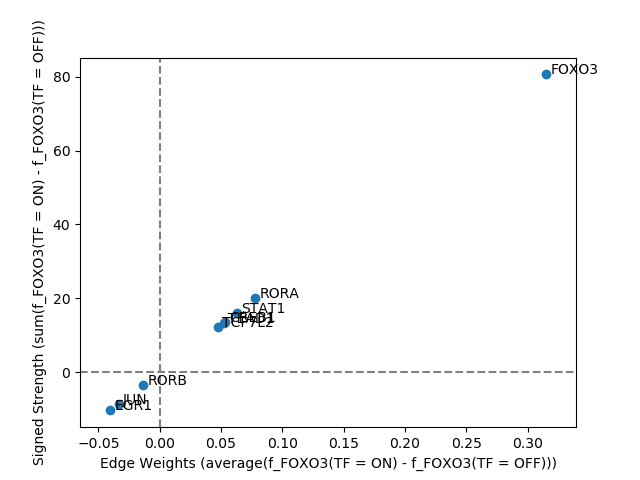 Signed Strength (sum(f_FOXO3(TF = ON) - f_FOXO3(TF = OFF)))
80
60
40
20
0
FOXO3
RORA
STAT1
TCF7L2
RORB
JUN
EGR1
−0.05
0.00
0.05
0.10
0.15
0.20
0.25
0.30
Edge Weights (average(f_FOXO3(TF = ON) - f_FOXO3(TF = OFF)))